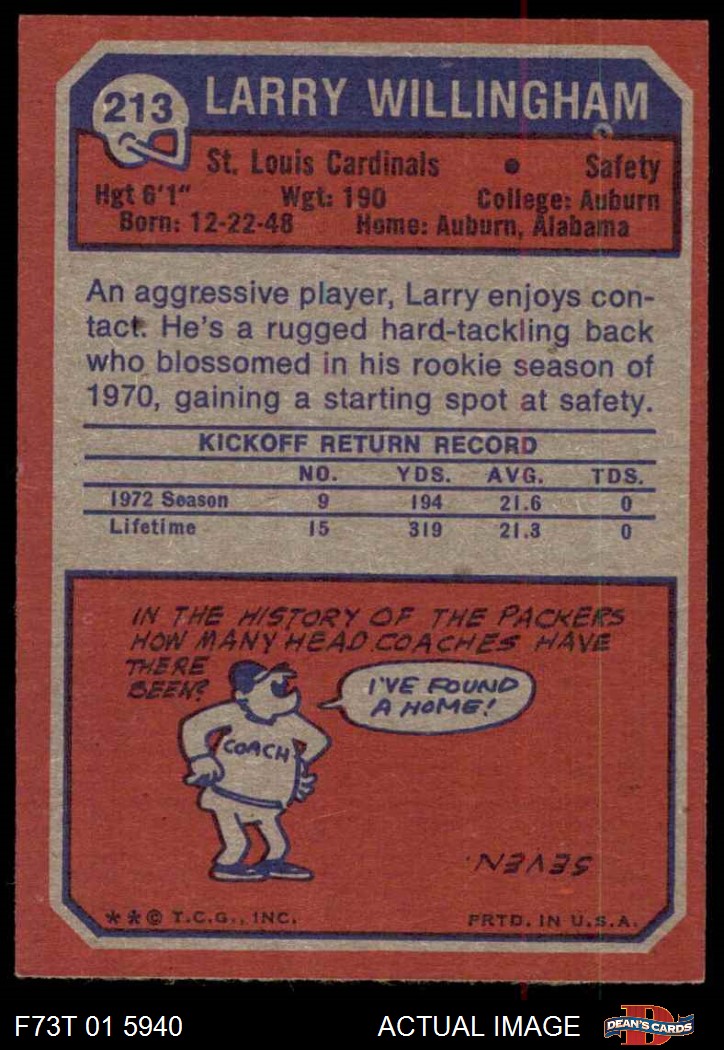 213
LARRY WILLINGHAM
St. Louis Cardinals • Safety
Hgt 6'1" Wgt: 190 College: Auburn
Born: 12-22-48 Home: Auburn, Alabama
An aggressive player, Larry enjoys con-
tact. He's a rugged hard-tackling back
who blossomed in his rookie season of
1970, gaining a starting spot at safety.
KICKOFF RETURN RECORD
NO. YDS. AVG. TDS.
1972 Season 9 194 21.6 0
Lifetime 15 319 21.3 0
IN THE HISTORY OF THE PACKERS
HOW MANY HEAD COACHES HAVE
THERE
BEEN?
I'VE FOUND
A HOME!
COACH
SEVEN.
**© T.C.G., INC. PRTD. IN U.S.A.
F73T 01 5940 ACTUAL IMAGE D DEAN'S CARDS